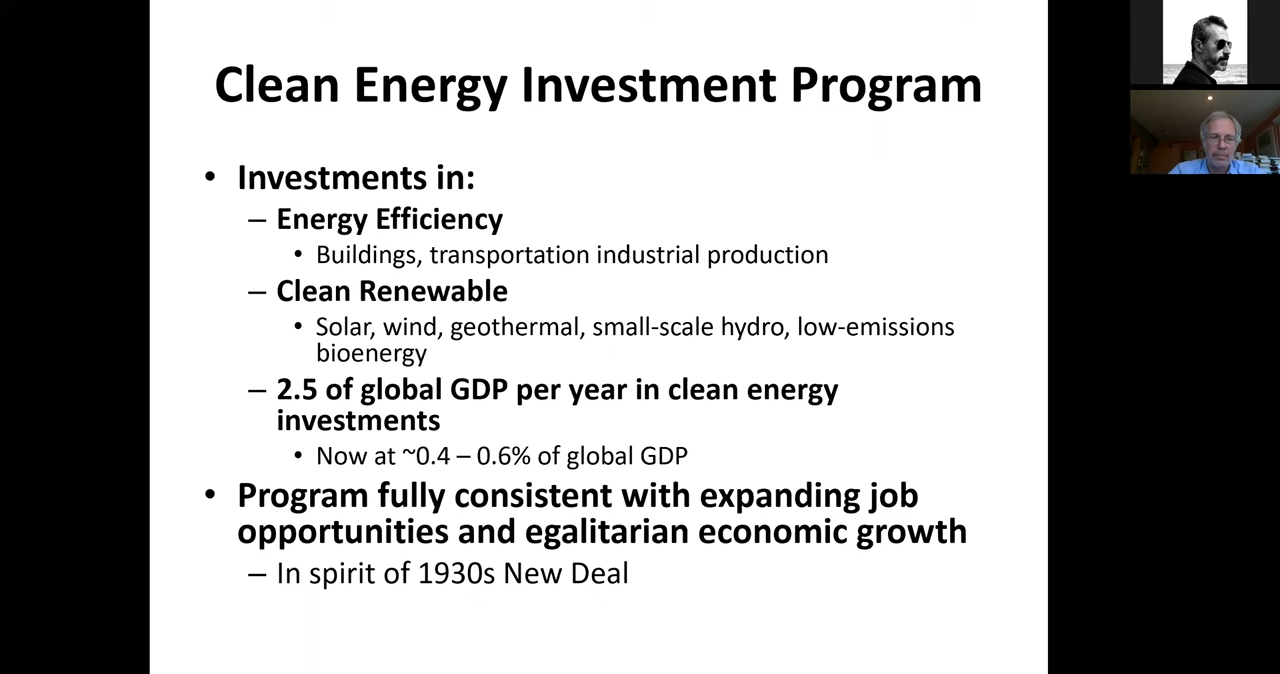 Clean Energy Investment Program
• Investments in:
– Energy Efficiency
• Buildings, transportation industrial production
– Clean Renewable
• Solar, wind, geothermal, small-scale hydro, low-emissions
bioenergy
– 2.5 of global GDP per year in clean energy
investments
• Now at ~0.4 – 0.6% of global GDP
• Program fully consistent with expanding job
opportunities and egalitarian economic growth
– In spirit of 1930s New Deal